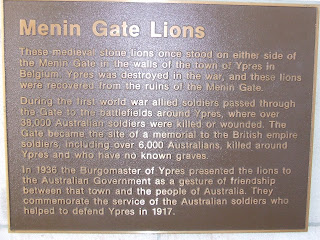 Menin Gate Lions
These medieval stone lions once stood on either side
of the Menin Gate in the walls of the town of Ypres in
Belgium. Ypres was destroyed in the war, and these lions
were recovered from the ruins of the Menin Gate.
During the first world war allied soldiers passed through
the Gate to the battlefields around Ypres, where over
38,000 Australian soldiers were killed or wounded. The
Gate became the site of a memorial to the British empire
soldiers, including over 6,000 Australians, killed around
Ypres and who have no known graves.
In 1936 the Burgomaster of Ypres presented the lions to
the Australian Government as a gesture of friendship
between that town and the people of Australia. They
commemorate the service of the Australian soldiers who
helped to defend Ypres in 1917.